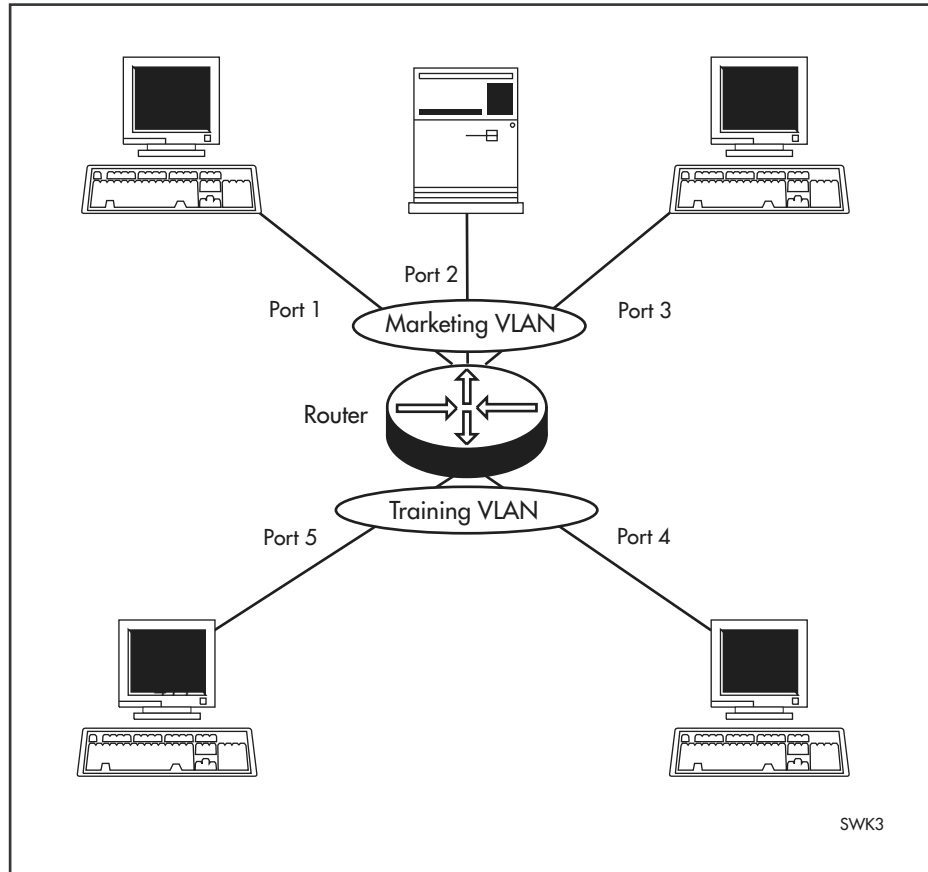 Port 2
Port 1
Port 3
Marketing VLAN
Router
Training VLAN
Port 5
Port 4
SWK3